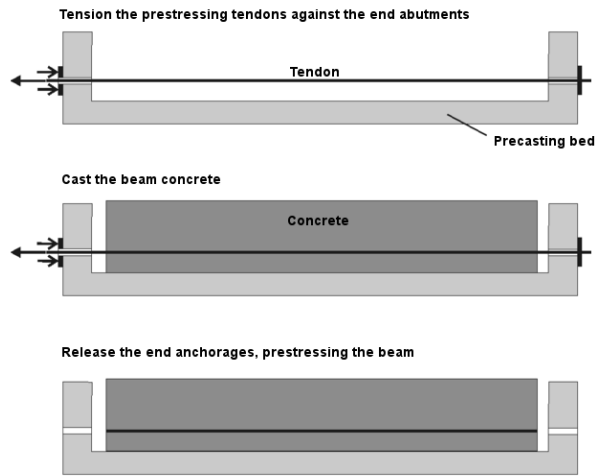 Tension the prestressing tendons against the end abutments
Tendon
Precasting bed
Cast the beam concrete
Concrete
Release the end anchorages, prestressing the beam